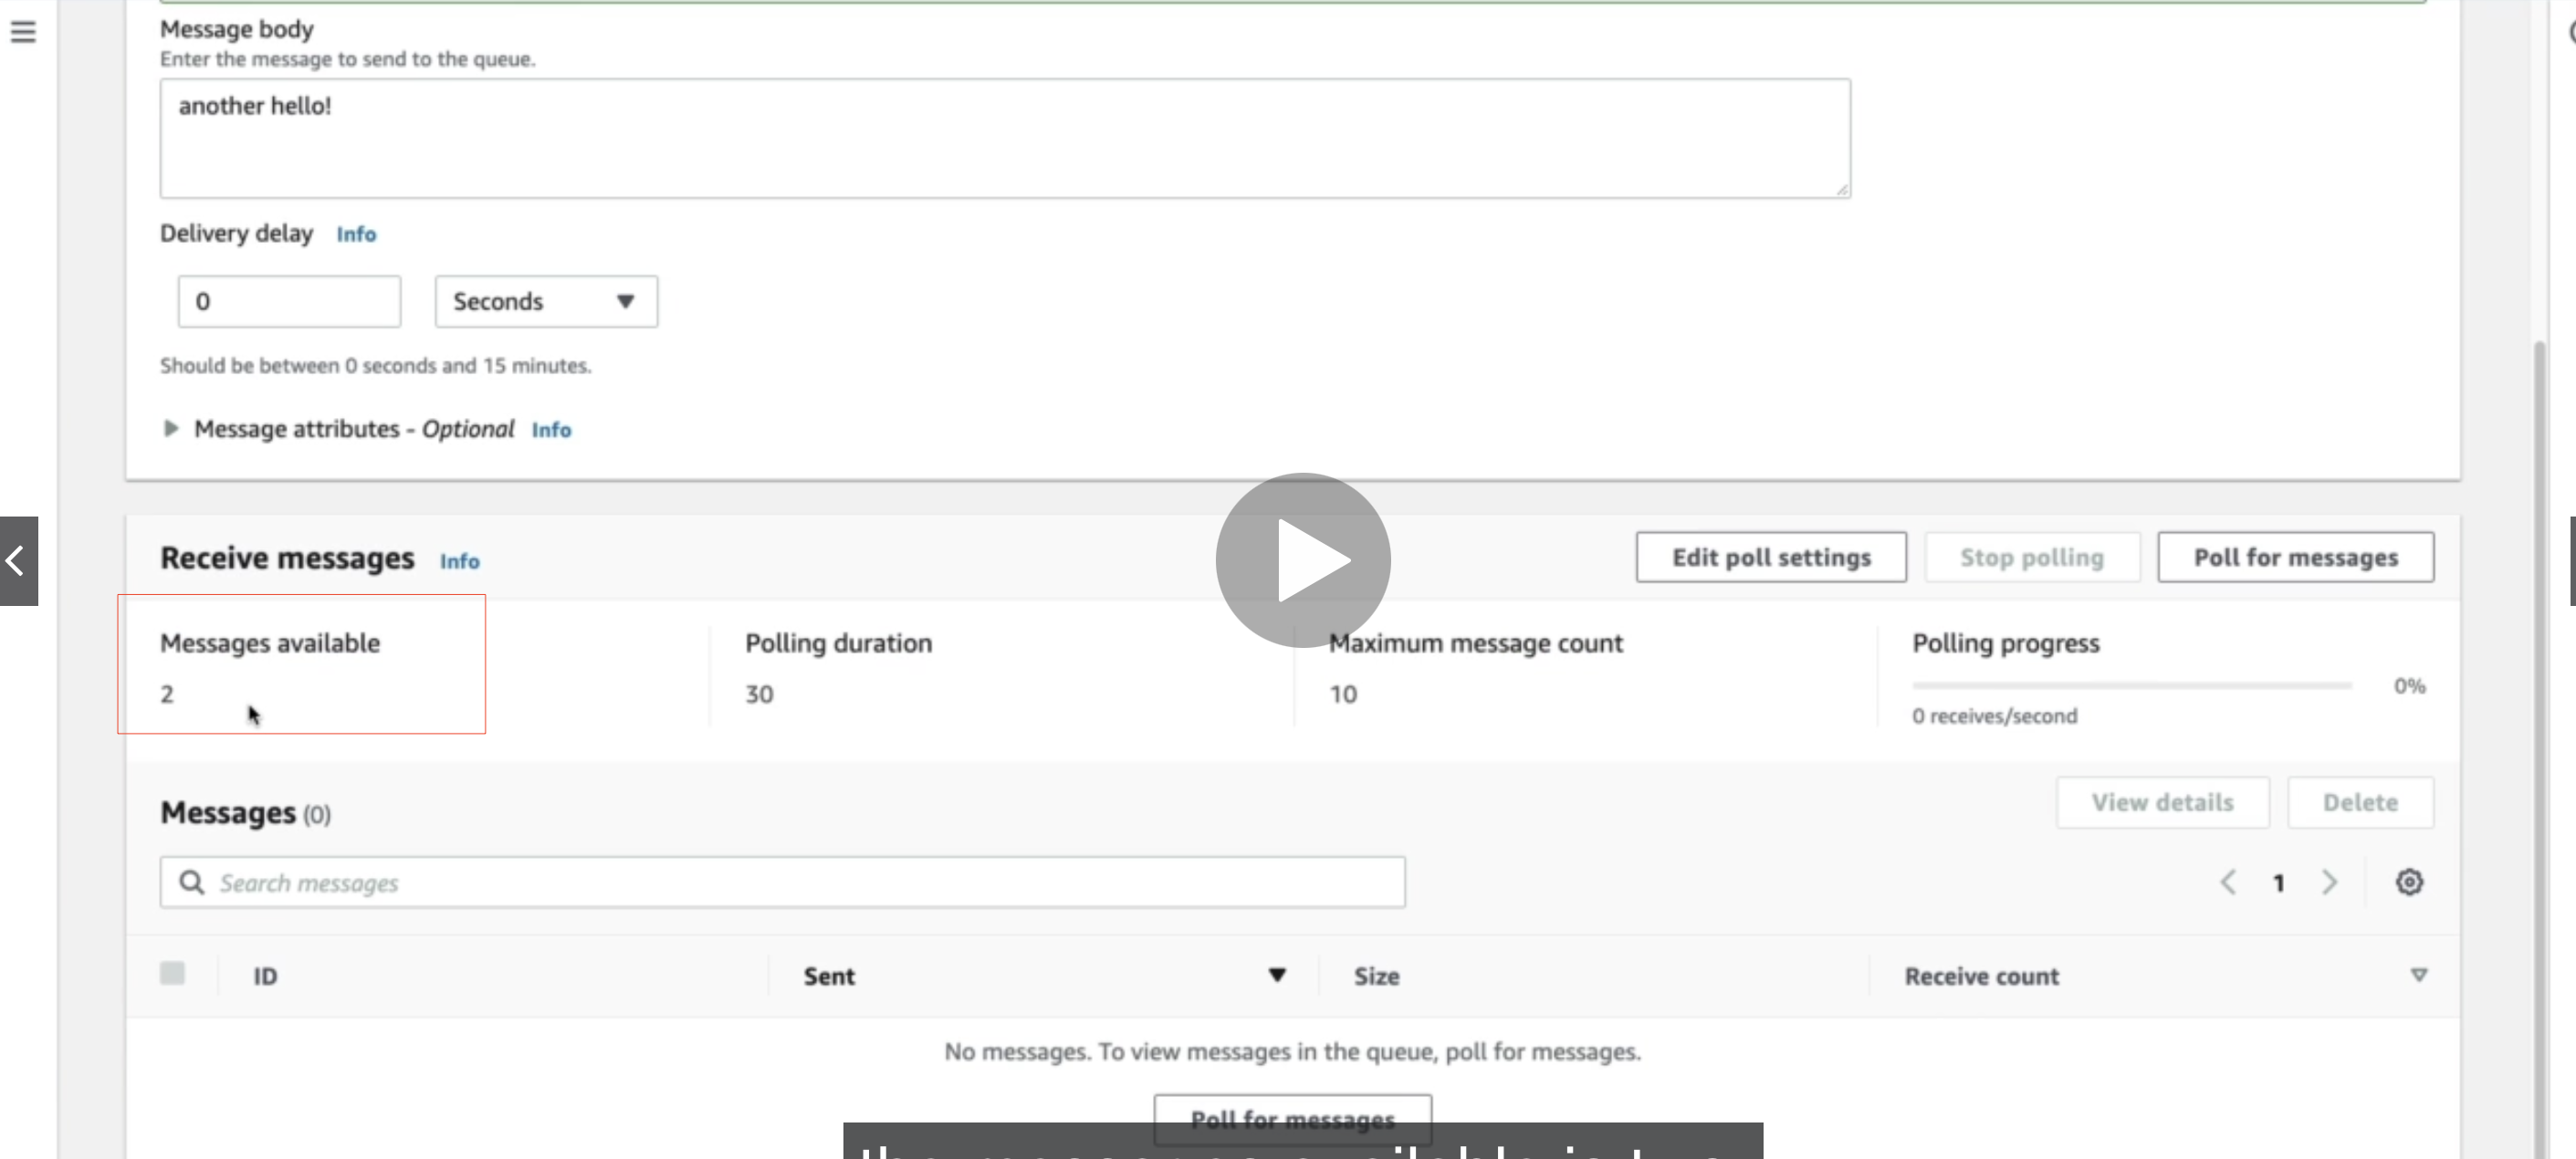 Message body
Enter the message to send to the queue.
another hello!
Delivery delay Info
0 Seconds
Should be between 0 seconds and 15 minutes.
Message attributes - Optional Info
Receive messages Info Edit poll settings Stop polling Poll for messages
Messages available Polling duration Maximum message count Polling progress
2 30 10 0%
0 receives/second
Messages (0) View details Delete
Search messages 1
ID Sent Size Receive count
No messages. To view messages in the queue, poll for messages.
Poll for messages